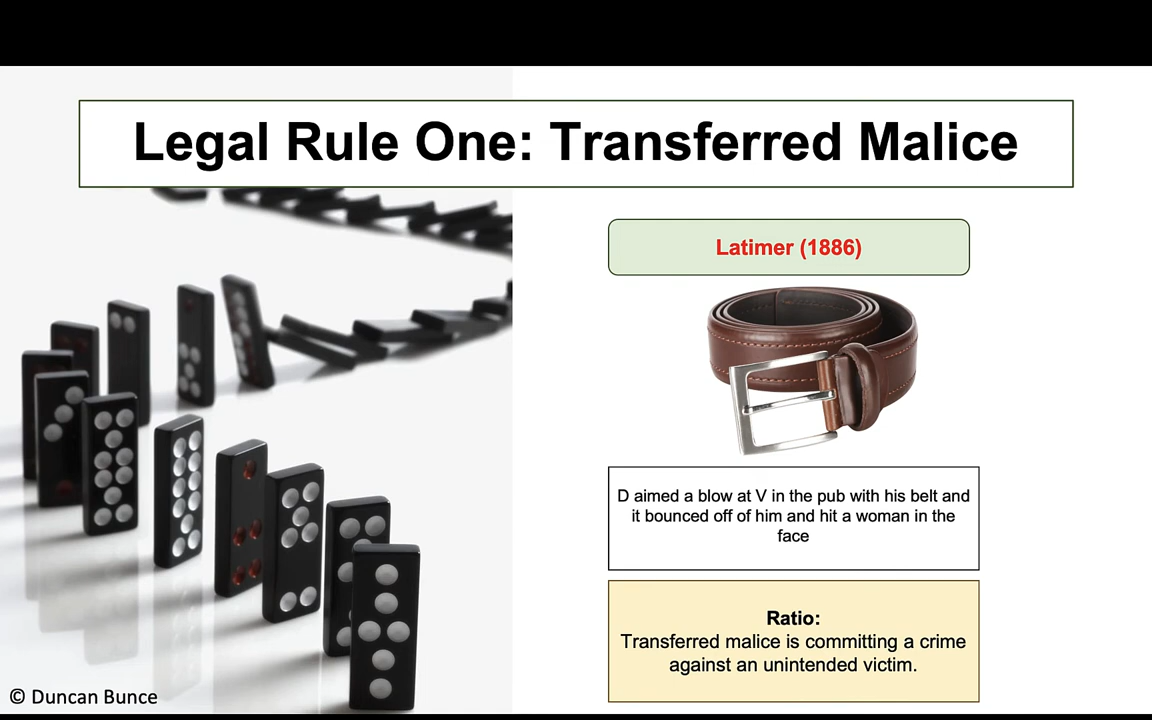 Legal Rule One: Transferred Malice
Latimer (1886)
D aimed a blow at V in the pub with his belt and
it bounced off of him and hit a woman in the
face
Ratio:
Transferred malice is committing a crime
against an unintended victim.
© Duncan Bunce